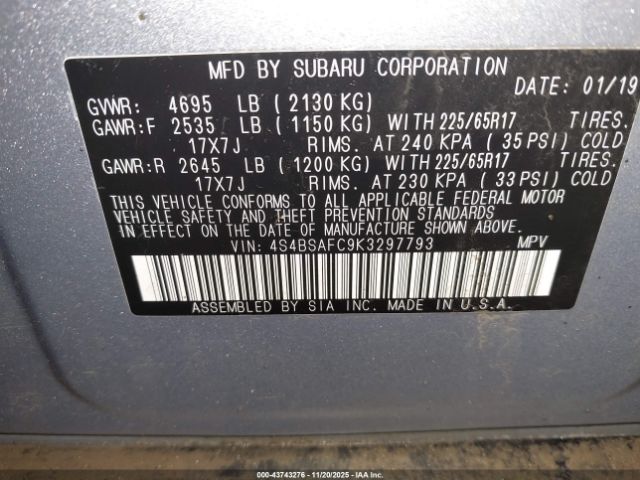 MFD BY SUBARU CORPORATION
DATE: 01/19
GVWR: 4695 LB (2130 KG)
GAWR:F 2535 LB (1150 KG) WITH 225/65R17 TIRES.
17X7J RIMS. AT 240 KPA ( 35 PSI) COLD
GAWR:R 2645 LB (1200 KG) WITH 225/65R17 TIRES.
17X7J RIMS. AT 230 KPA ( 33 PSI) COLD
THIS VEHICLE CONFORMS TO ALL APPLICABLE FEDERAL MOTOR
VEHICLE SAFETY AND THEFT PREVENTION STANDARDS IN
EFFECT ON THE DATE OF MANUFACTURE SHOWN ABOVE.
VIN: 4S4BSAFC9K3297793 MPV
ASSEMBLED BY SIA INC. MADE IN U.S.A.
000-43743276 - 11/20/2025 - IAAI.COM